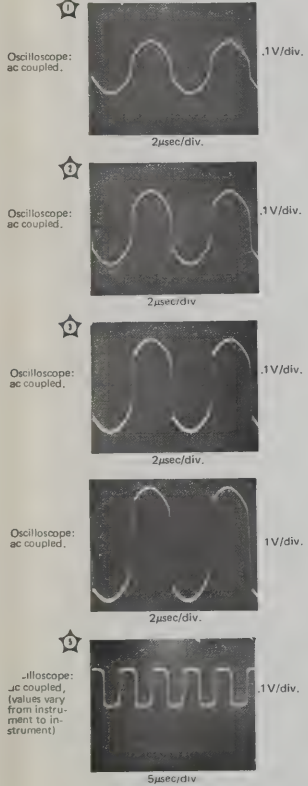 1
Oscilloscope:
ac coupled.
.1V/div.
2µsec/div.
2
Oscilloscope:
ac coupled.
.1V/div.
2µsec/div
3
Oscilloscope:
ac coupled.
.1V/div.
2µsec/div.
Oscilloscope:
ac coupled.
1V/div.
2µsec/div.
illoscope:
coupled,
(values vary
from instru-
ment to in-
strument)
.1V/div.
5µsec/div